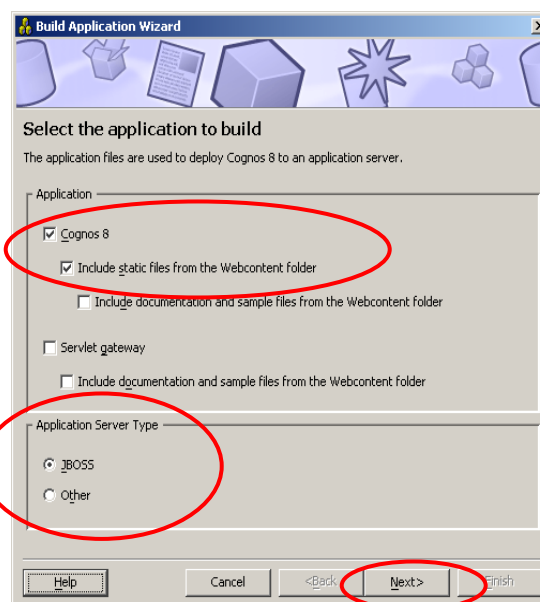 Build Application Wizard
Select the application to build
The application files are used to deploy Cognos 8 to an application server.
Application
Cognos 8
Include static files from the Webcontent folder
Include documentation and sample files from the Webcontent folder
Servlet gateway
Include documentation and sample files from the Webcontent folder
Application Server Type
JBOSS
Other
Help Cancel <Back Next> Finish